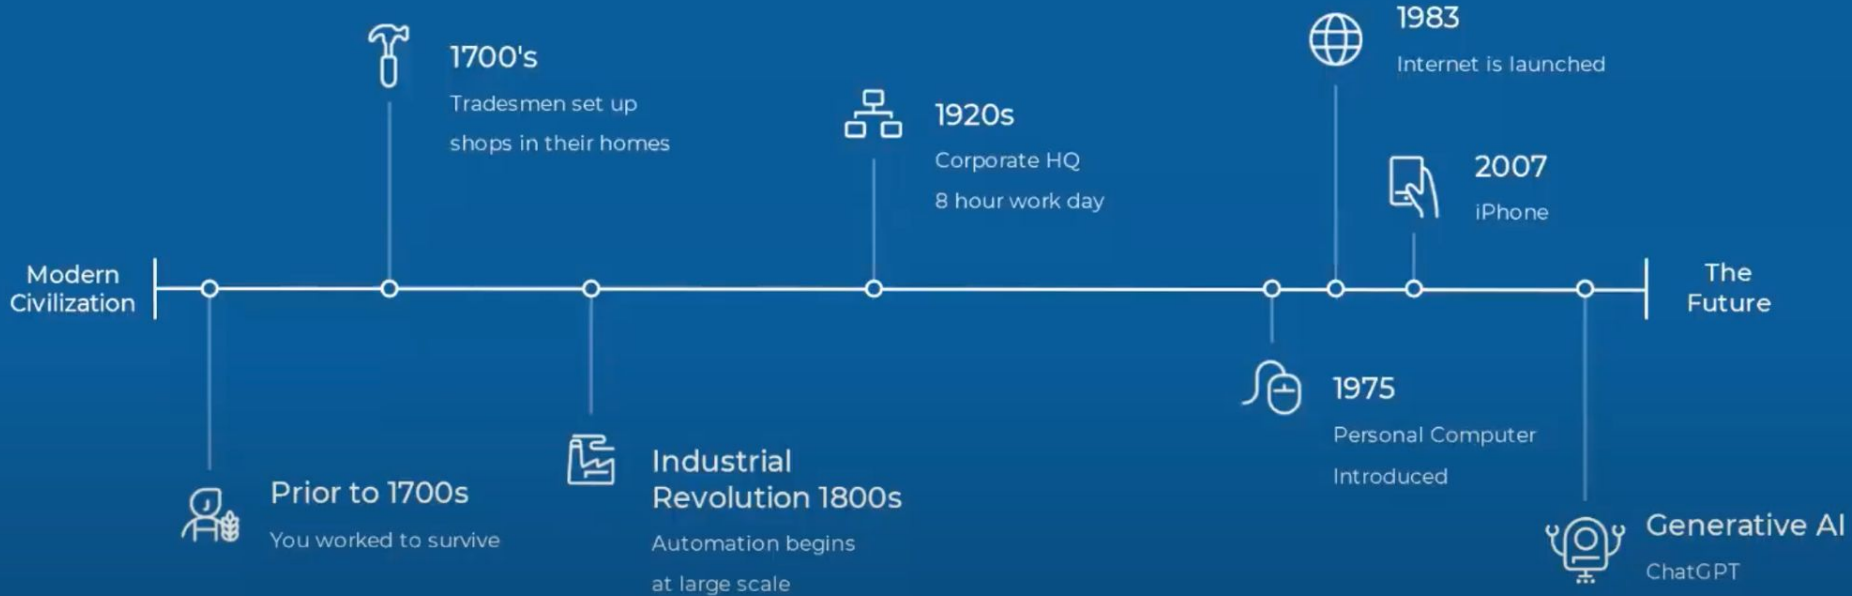 Modern
Civilization
Prior to 1700s
You worked to survive
1700's
Tradesmen set up
shops in their homes
Industrial
Revolution 1800s
Automation begins
at large scale
1920s
Corporate HQ
8 hour work day
1975
Personal Computer
Introduced
1983
Internet is launched
2007
iPhone
Generative AI
ChatGPT
The
Future